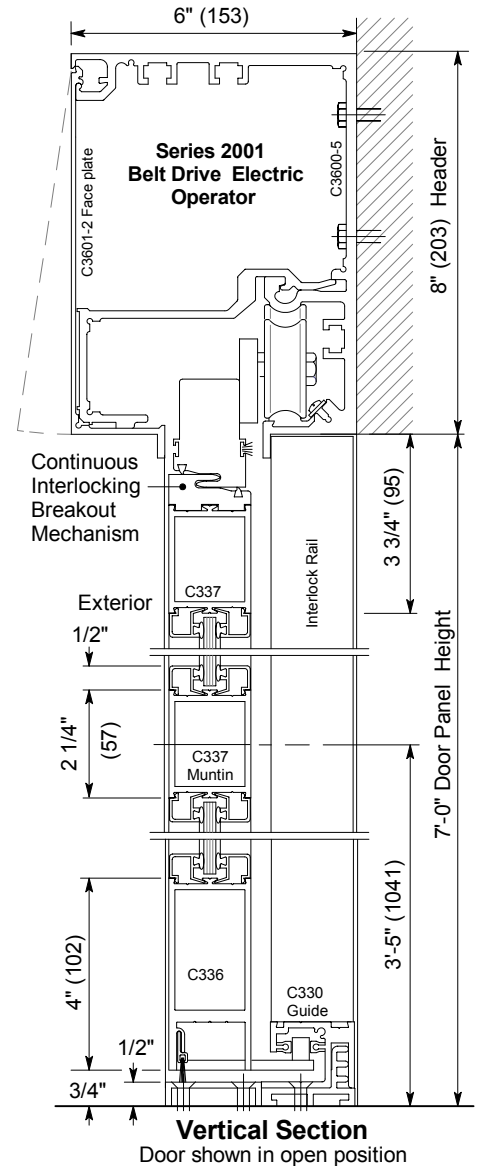 6" (153)
Series 2001
Belt Drive Electric
Operator
C3601-2 Face plate
C3600-5
8" (203) Header
Continuous
Interlocking
Breakout
Mechanism
3 3/4" (95)
Interlock Rail
C337
Exterior
1/2"
2 1/4"
(57)
C337
Muntin
7'-0" Door Panel Height
3'-5" (1041)
4" (102)
C336
C330
Guide
1/2"
3/4"
Vertical Section
Door shown in open position